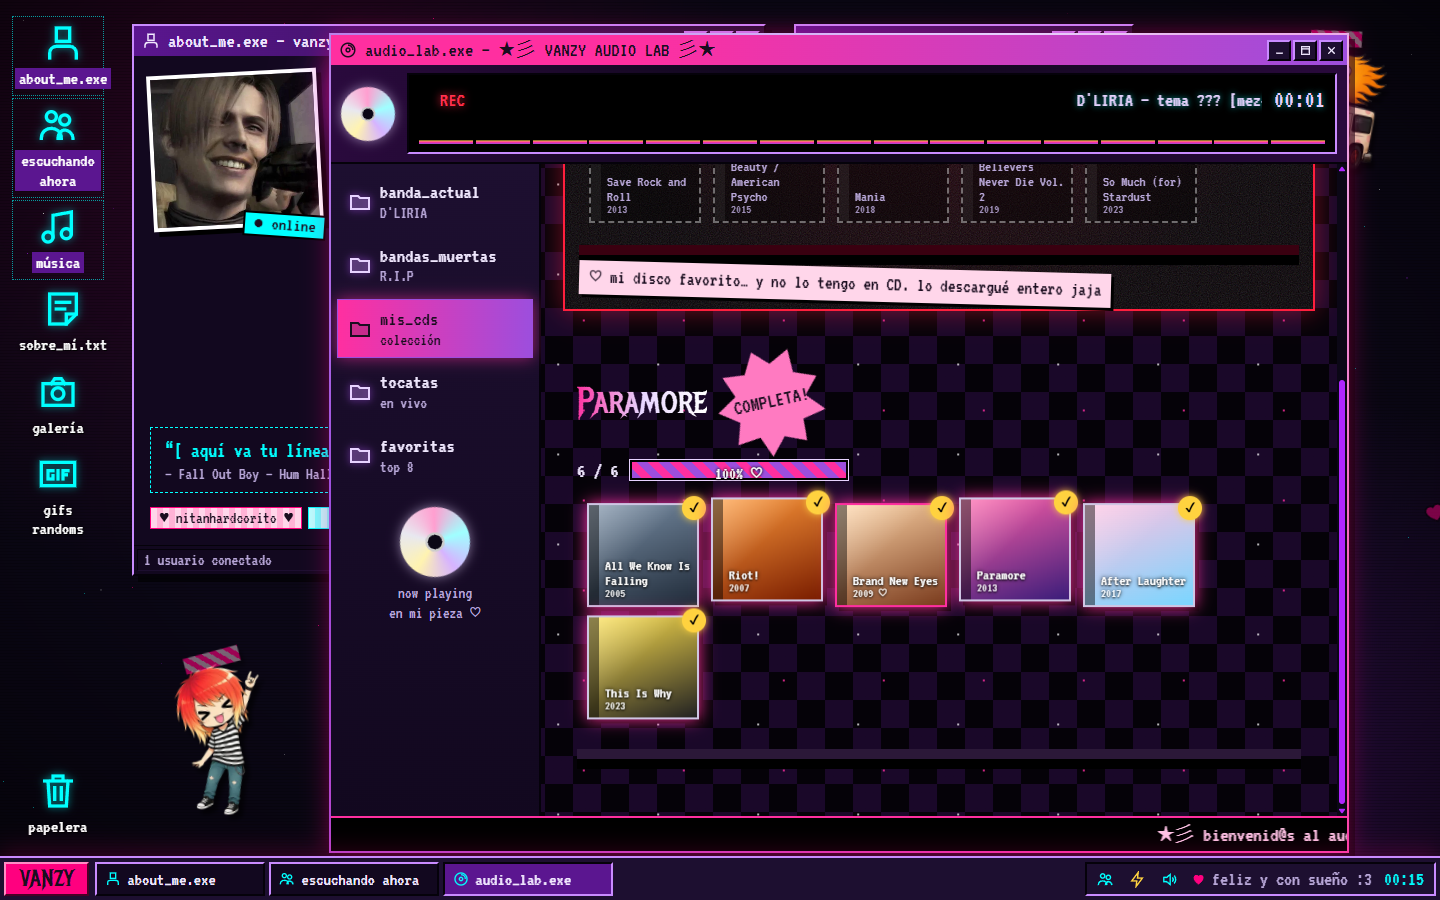 about_me.exe
escuchando
ahora
música
sobre_mí.txt
galería
GIF
gifs
randoms
papelera
about_me.exe - vanzy
online
“[ aquí va tu línea
- Fall Out Boy - Hum Hal
♥ nitanhardcorito ♥
1 usuario conectado
audio_lab.exe - ★彡 VANZY AUDIO LAB 彡★
REC
D'LIRIA - tema ??? [mez
00:01
banda_actual
D'LIRIA
bandas_muertas
R.I.P
mis_cds
colección
tocatas
en vivo
favoritas
top 8
now playing
en mi pieza ♡
Save Rock and
Roll
2013
Beauty /
American
Psycho
2015
Mania
2018
Believers
Never Die Vol.
2
2019
So Much (for)
Stardust
2023
♡ mi disco favorito… y no lo tengo en CD. lo descargué entero jaja
PARAMORE
COMPLETA!
6 / 6
100% ♡
All We Know Is
Falling
2005
Riot!
2007
Brand New Eyes
2009 ♡
Paramore
2013
After Laughter
2017
This Is Why
2023
★彡 bienvenid@s al au
VANZY
about_me.exe
escuchando ahora
audio_lab.exe
♥ feliz y con sueño :3
00:15